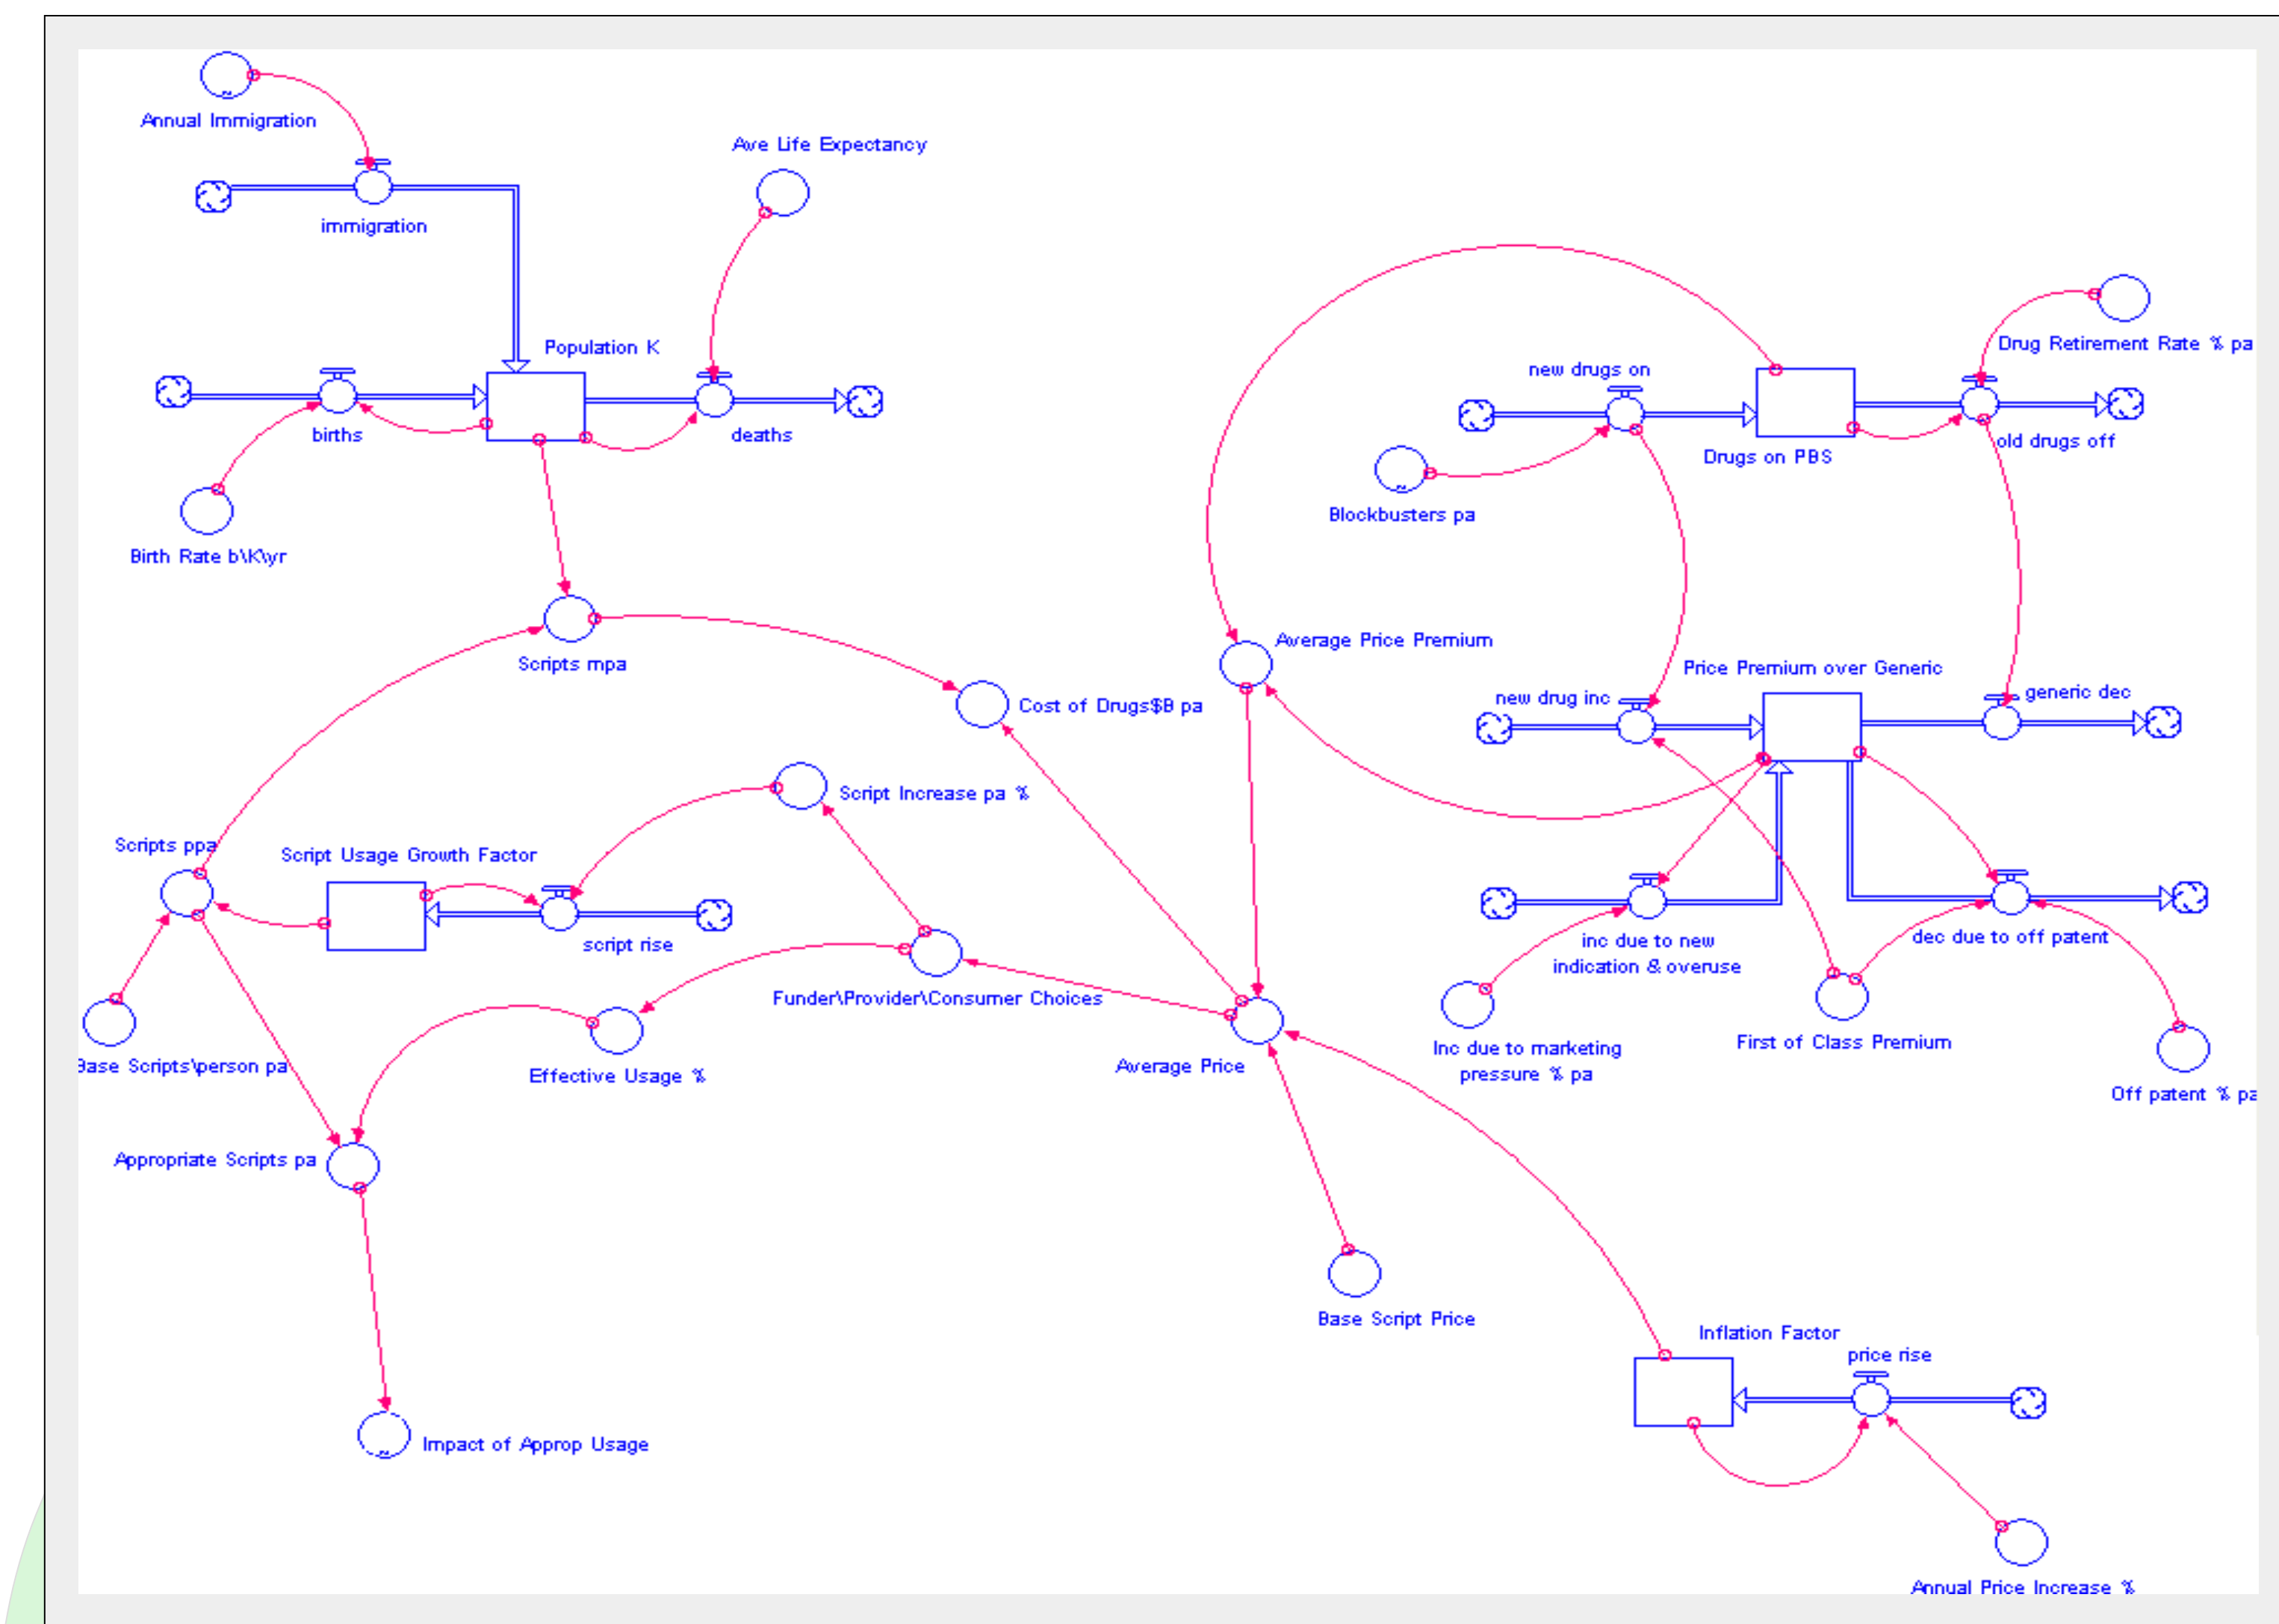 Annual Immigration
Ave Life Expectancy
immigration
Population K
births
deaths
Birth Rate b\K\yr
Drug Retirement Rate % pa
new drugs on
old drugs off
Drugs on PBS
Blockbusters pa
Scripts mpa
Average Price Premium
Price Premium over Generic
new drug inc
generic dec
Cost of Drugs$B pa
Script Increase pa %
Scripts ppa
Script Usage Growth Factor
script rise
inc due to new
indication & overuse
dec due to off patent
Funder\Provider\Consumer Choices
Base Scripts\person pa
Effective Usage %
Average Price
Inc due to marketing
pressure % pa
First of Class Premium
Off patent % pa
Appropriate Scripts pa
Base Script Price
Inflation Factor
price rise
Impact of Approp Usage
Annual Price Increase %